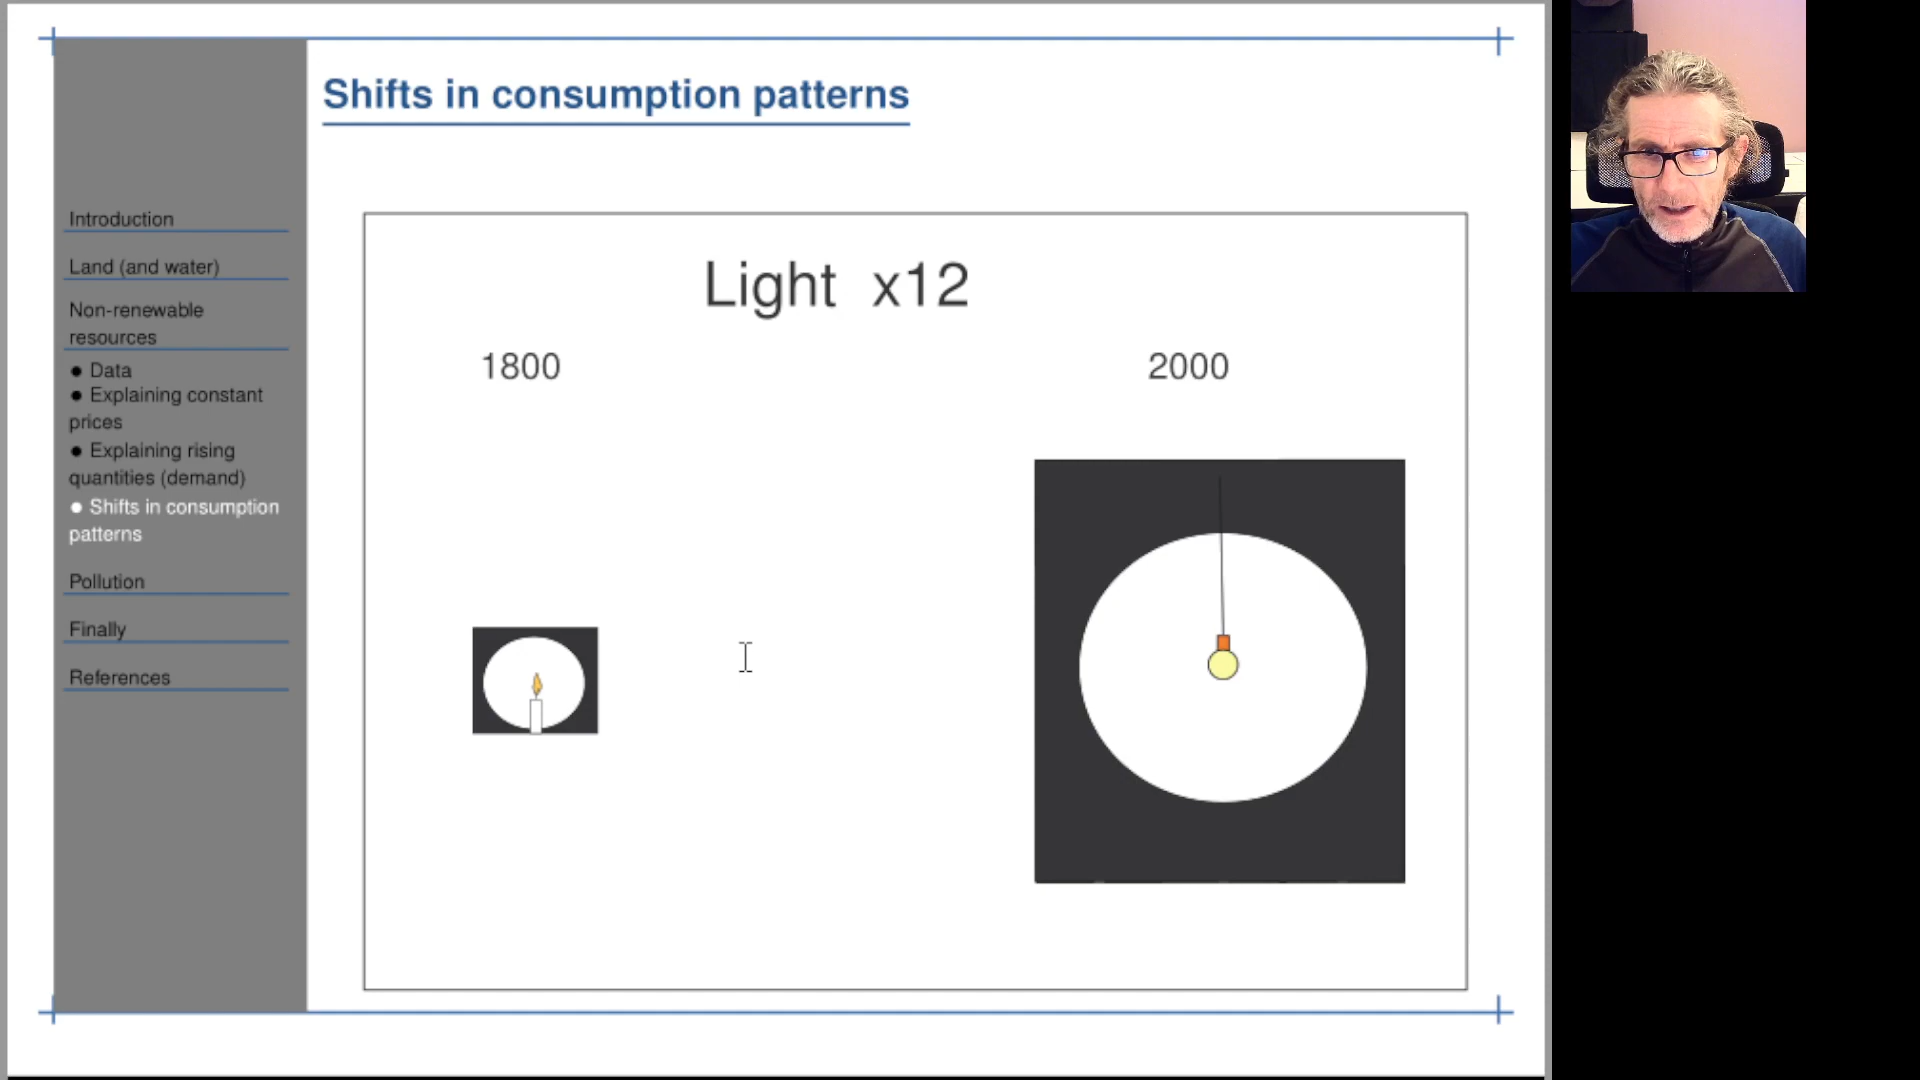 Shifts in consumption patterns
Introduction
Land (and water)
Non-renewable
resources
● Data
● Explaining constant
prices
● Explaining rising
quantities (demand)
● Shifts in consumption
patterns
Pollution
Finally
References
Light x12
1800
2000